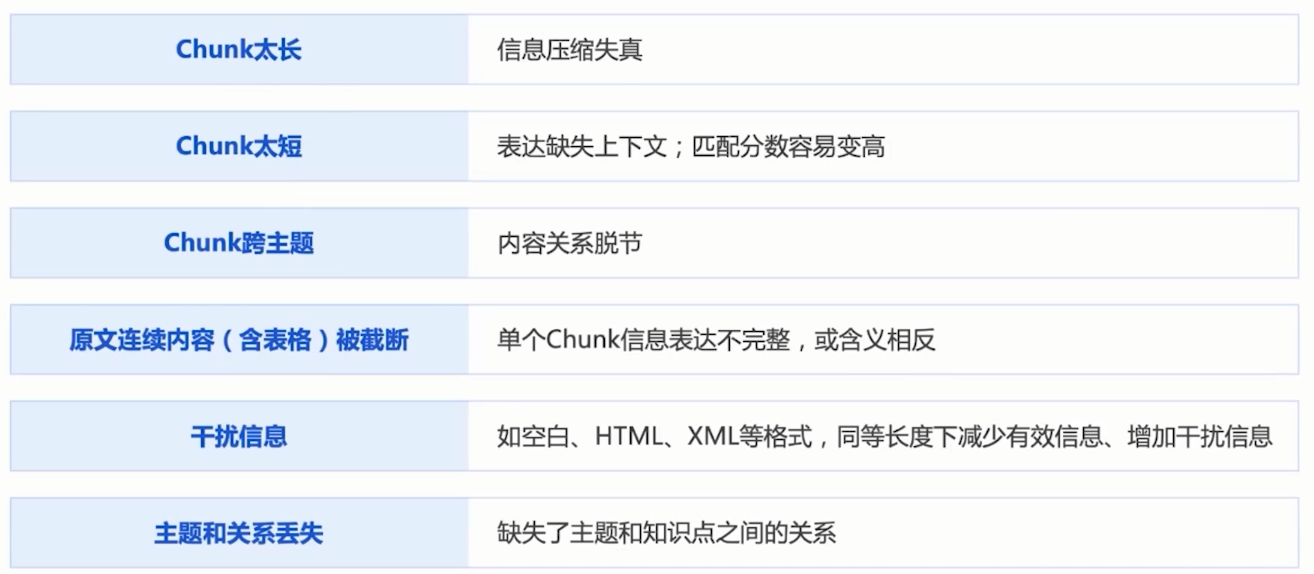 Chunk太长
信息压缩失真
Chunk太短
表达缺失上下文；匹配分数容易变高
Chunk跨主题
内容关系脱节
原文连续内容（含表格）被截断
单个Chunk信息表达不完整，或含义相反
干扰信息
如空白、HTML、XML等格式，同等长度下减少有效信息、增加干扰信息
主题和关系丢失
缺失了主题和知识点之间的关系